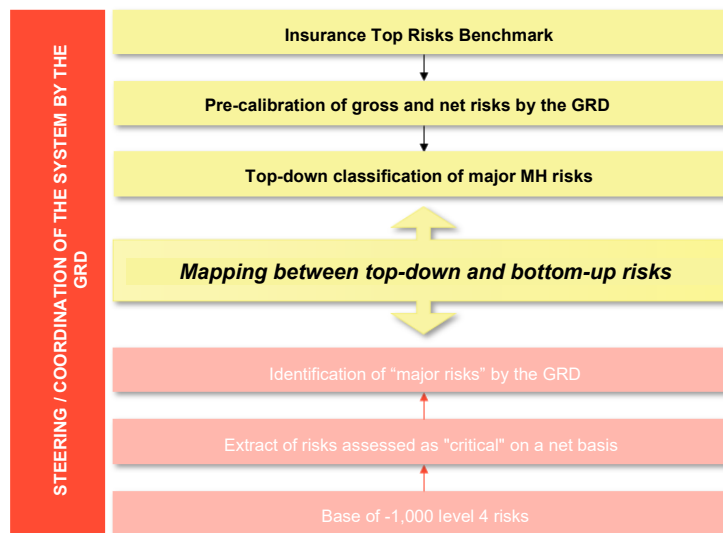 STEERING / COORDINATION OF THE SYSTEM BY THE
GRD
Insurance Top Risks Benchmark
Pre-calibration of gross and net risks by the GRD
Top-down classification of major MH risks
Mapping between top-down and bottom-up risks
Identification of “major risks” by the GRD
Extract of risks assessed as "critical" on a net basis
Base of -1,000 level 4 risks